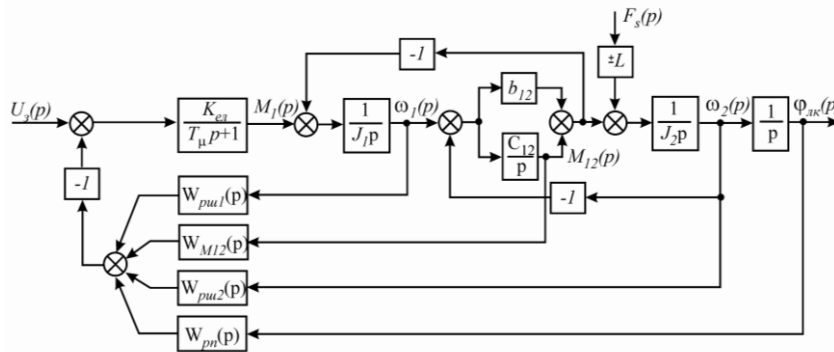 F_s(p)
-1
±L
U_з(p)
K_ел / T_μ p+1
M_1(p)
1 / J_1p
ω_1(p)
b_12
C_12 / p
M_12(p)
1 / J_2p
ω_2(p)
1 / p
φ_лк(p)
-1
-1
W_рш1(p)
W_M12(p)
W_рш2(p)
W_рп(p)